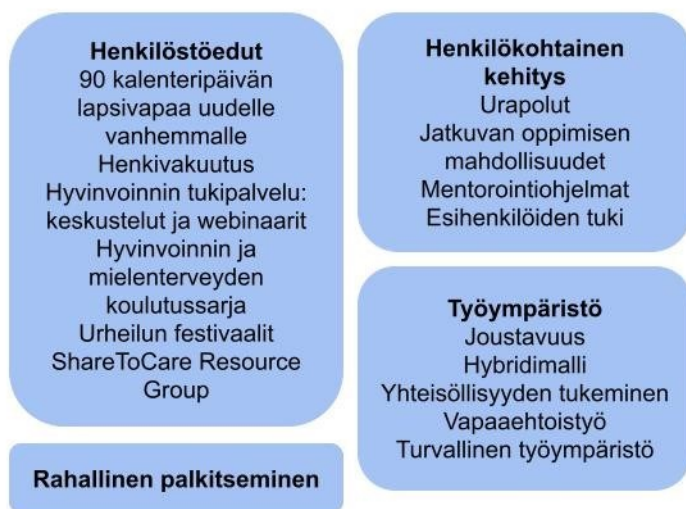 Henkilöstöedut
90 kalenteripäivän
lapsivapaa uudelle
vanhemmalle
Henkivakuutus
Hyvinvoinnin tukipalvelu:
keskustelut ja webinaarit
Hyvinvoinnin ja
mielenterveyden
koulutussarja
Urheilun festivaalit
ShareToCare Resource
Group
Rahallinen palkitseminen
Henkilökohtainen
kehitys
Urapolut
Jatkuvan oppimisen
mahdollisuudet
Mentorointiohjelmat
Esihenkilöiden tuki
Työympäristö
Joustavuus
Hybridimalli
Yhteisöllisyyden tukeminen
Vapaaehtoistyö
Turvallinen työympäristö